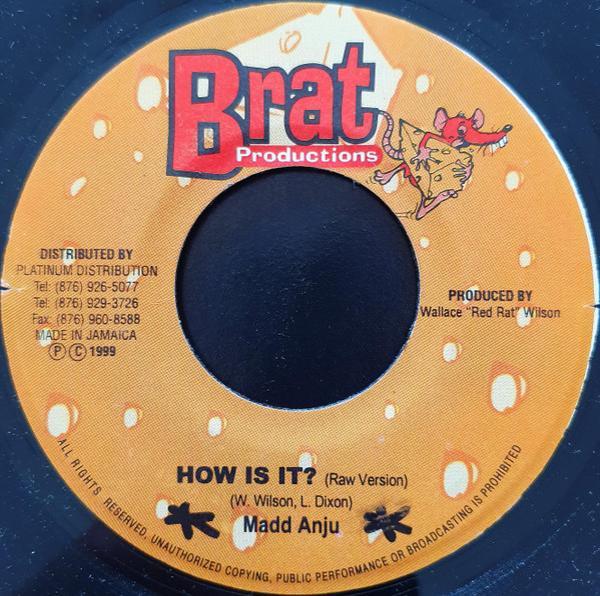 Brat
Productions
DISTRIBUTED BY
PLATINUM DISTRIBUTION
Tel: (876) 926-5077
Tel: (876) 929-3726
Fax: (876) 960-8588
MADE IN JAMAICA
Ⓟ Ⓒ 1999
PRODUCED BY
Wallace "Red Rat" Wilson
HOW IS IT? (Raw Version)
(W. Wilson, L. Dixon)
Madd Anju
ALL RIGHTS RESERVED. UNAUTHORIZED COPYING, PUBLIC PERFORMANCE OR BROADCASTING IS PROHIBITED